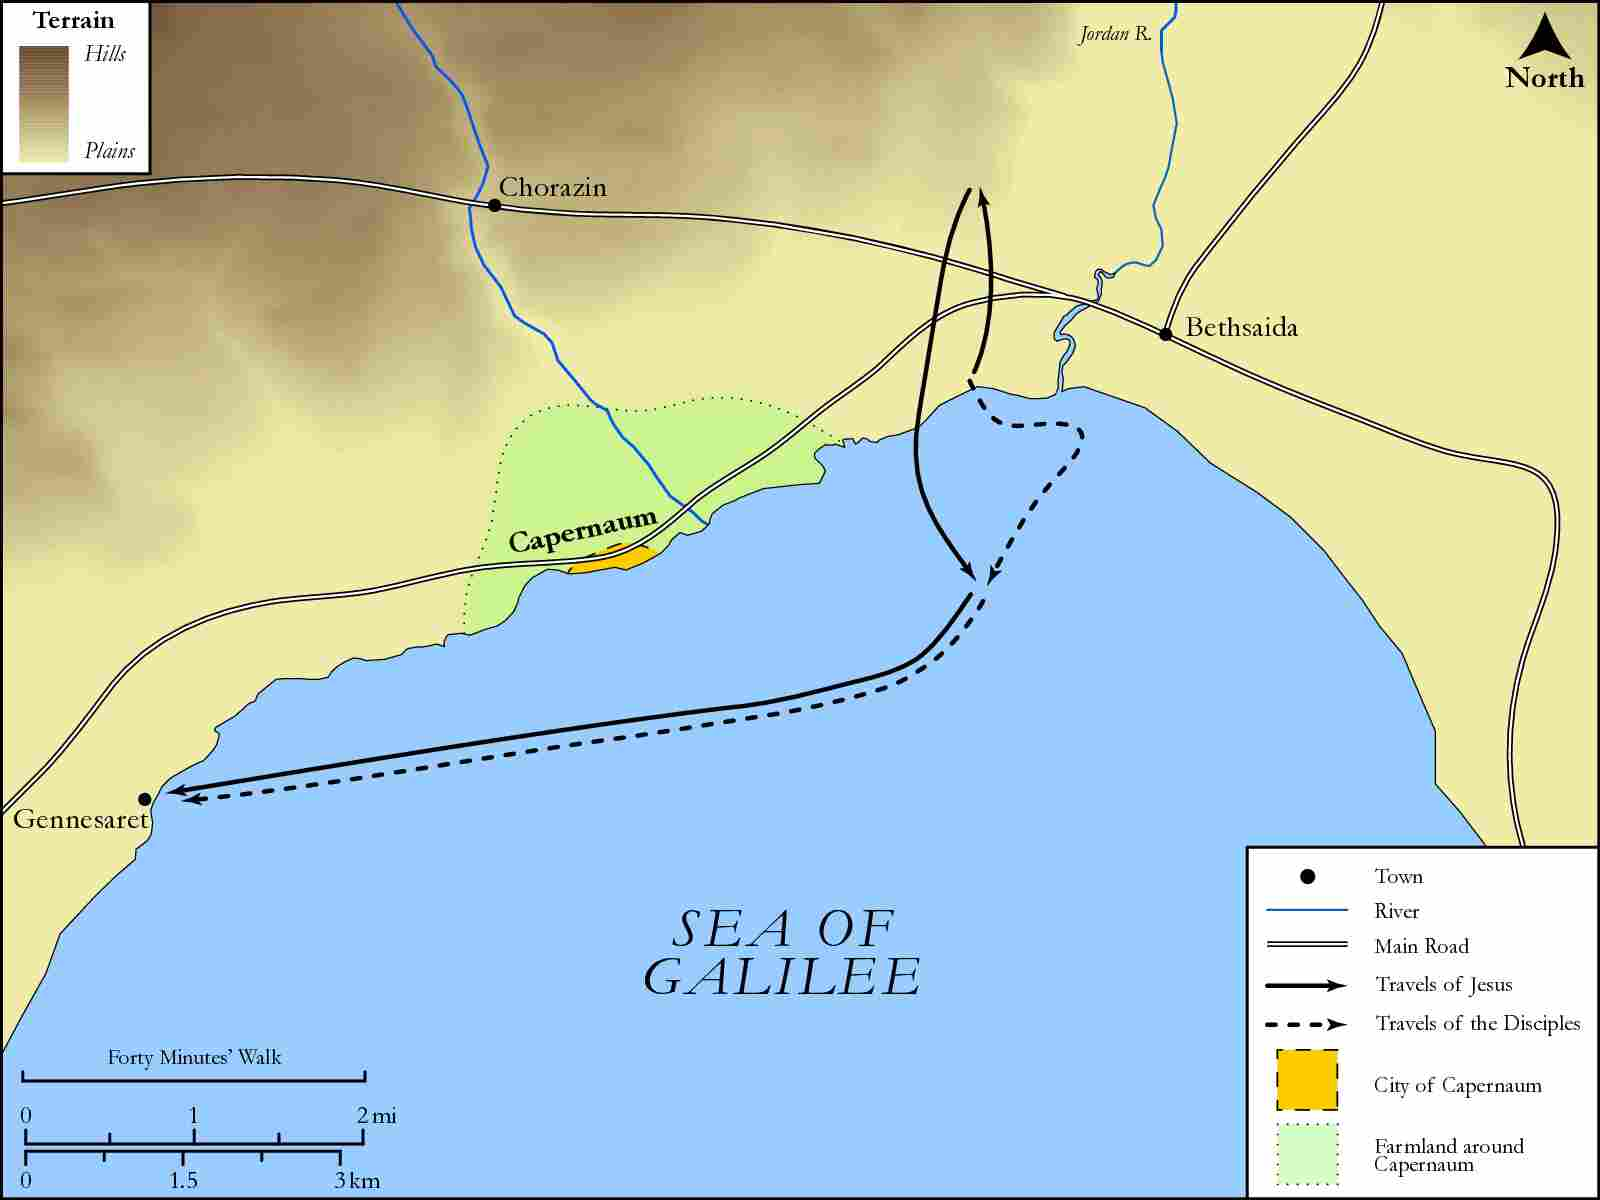 Terrain
Hills
Plains
Jordan R.
North
Chorazin
Bethsaida
Capernaum
Gennesaret
SEA OF
GALILEE
Forty Minutes' Walk
0 1 2 mi
0 1.5 3 km
Town
River
Main Road
Travels of Jesus
Travels of the Disciples
City of Capernaum
Farmland around
Capernaum